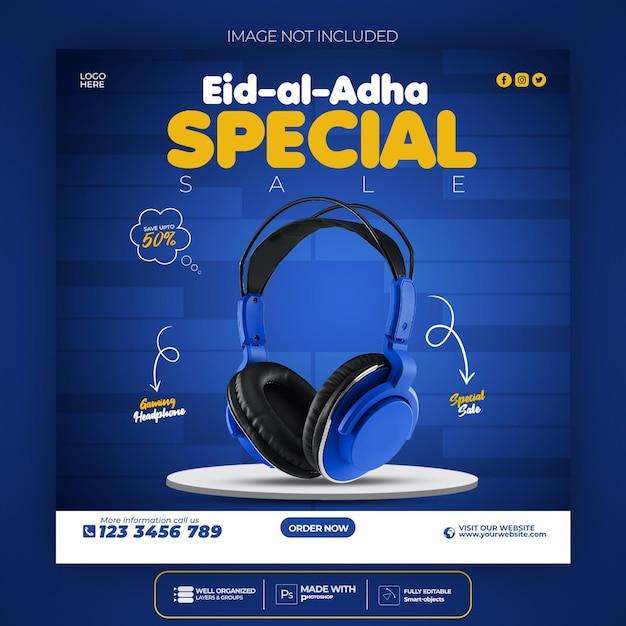 IMAGE NOT INCLUDED
LOGO
HERE
Eid-al-Adha
SPECIAL
SALE
SAVE UPTO
50%
Gaming
Headphone
Special
Sale
More information call us
123 3456 789
ORDER NOW
VISIT OUR WEBSITE
www.yourwebsite.com
WELL ORGANIZED
LAYERS & GROUPS
Ps
MADE WITH
PHOTOSHOP
FULLY EDITABLE
Smart-objects